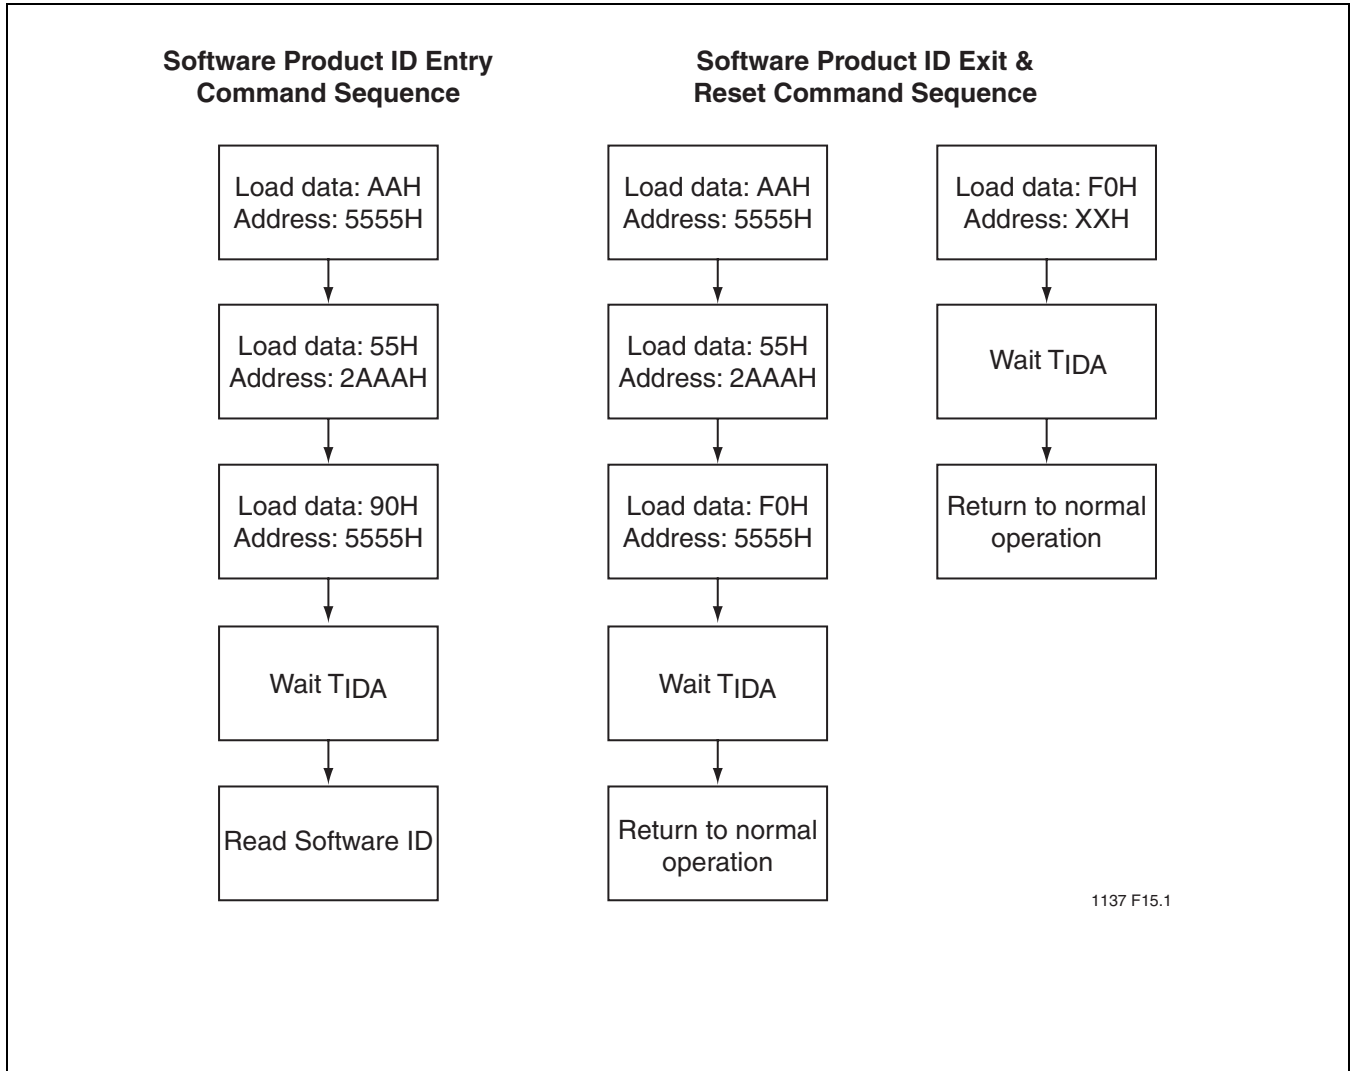 Software Product ID Entry
Command Sequence
Load data: AAH
Address: 5555H
Load data: 55H
Address: 2AAAH
Load data: 90H
Address: 5555H
Wait TIDA
Read Software ID
Software Product ID Exit &
Reset Command Sequence
Load data: AAH
Address: 5555H
Load data: 55H
Address: 2AAAH
Load data: F0H
Address: 5555H
Wait TIDA
Return to normal
operation
Load data: F0H
Address: XXH
Wait TIDA
Return to normal
operation
1137 F15.1